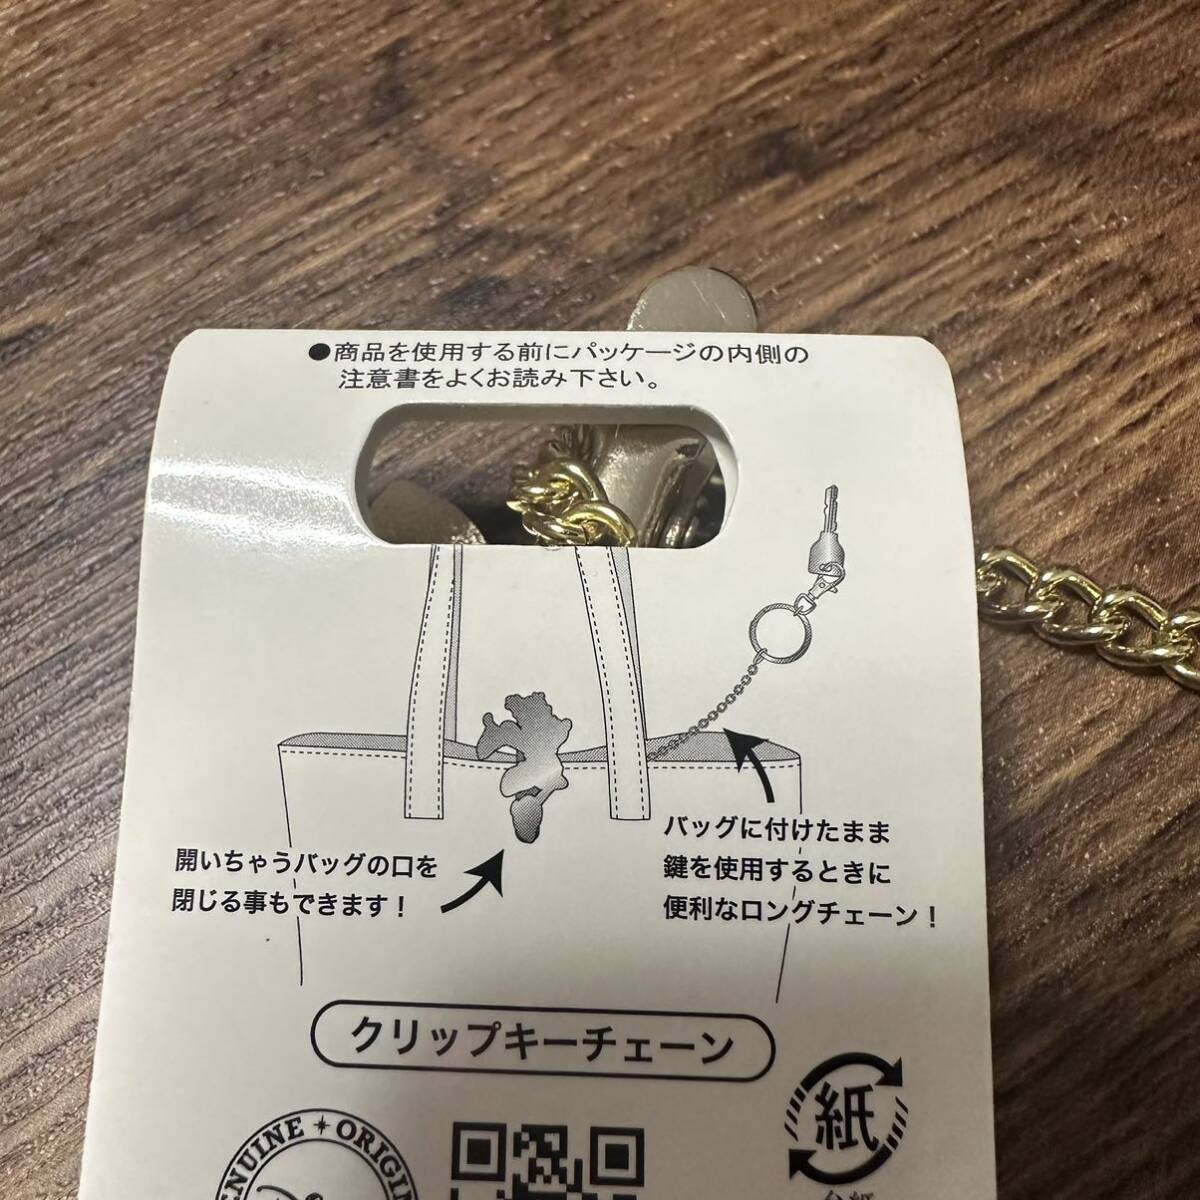 ●商品を使用する前にパッケージの内側の
注意書をよくお読み下さい。
開いちゃうバッグの口を
閉じる事もできます！
バッグに付けたまま
鍵を使用するときに
便利なロングチェーン！
クリップキーチェーン
紙